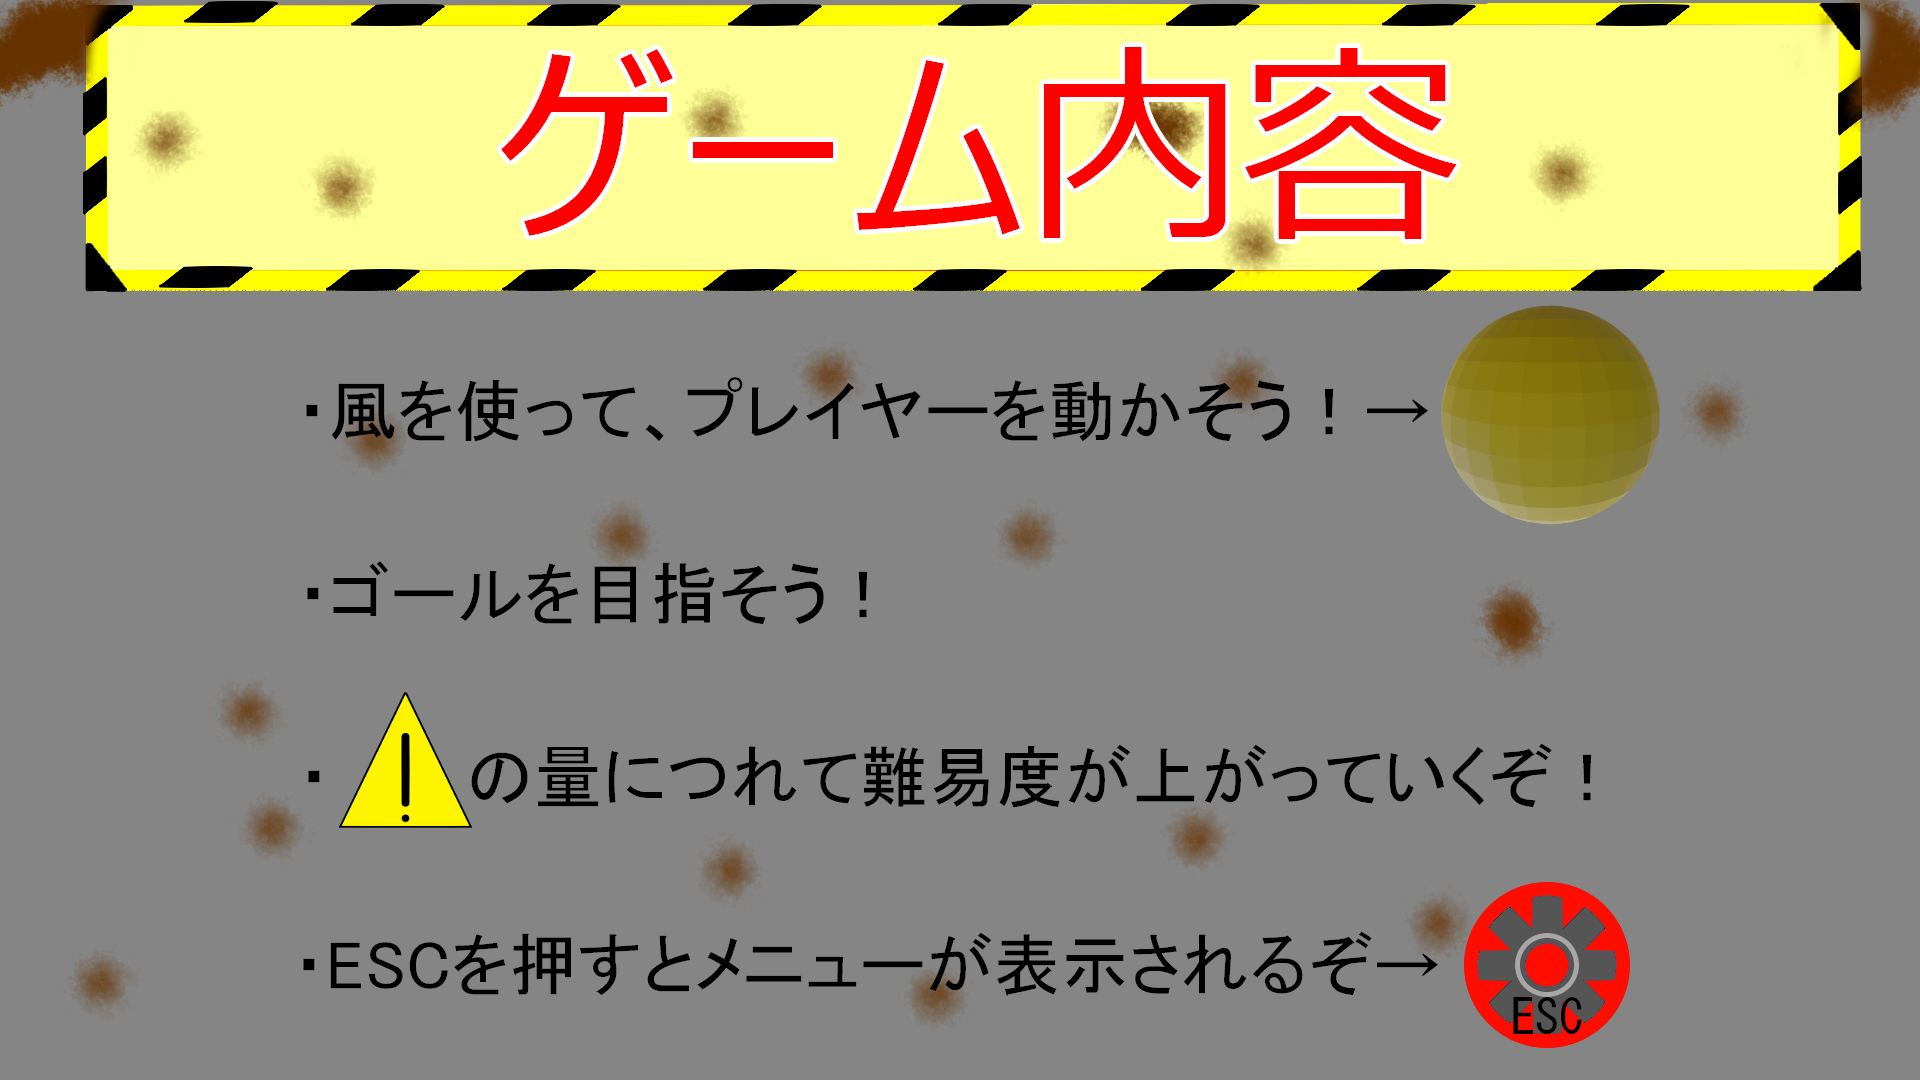 ゲーム内容
・風を使って、プレイヤーを動かそう！→
・ゴールを目指そう！
・!の量につれて難易度が上がっていくぞ！
・ESCを押すとメニューが表示されるぞ→
ESC